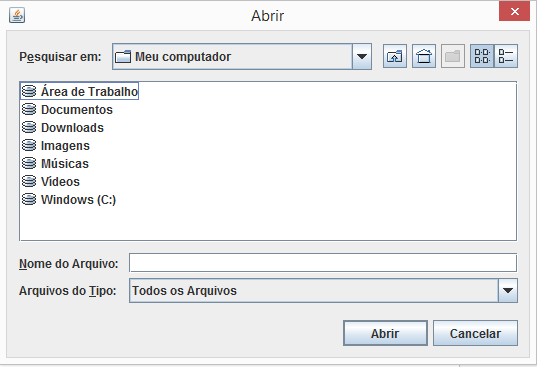 Abrir
Pesquisar em: Meu computador
Área de Trabalho
Documentos
Downloads
Imagens
Músicas
Vídeos
Windows (C:)
Nome do Arquivo:
Arquivos do Tipo: Todos os Arquivos
Abrir Cancelar